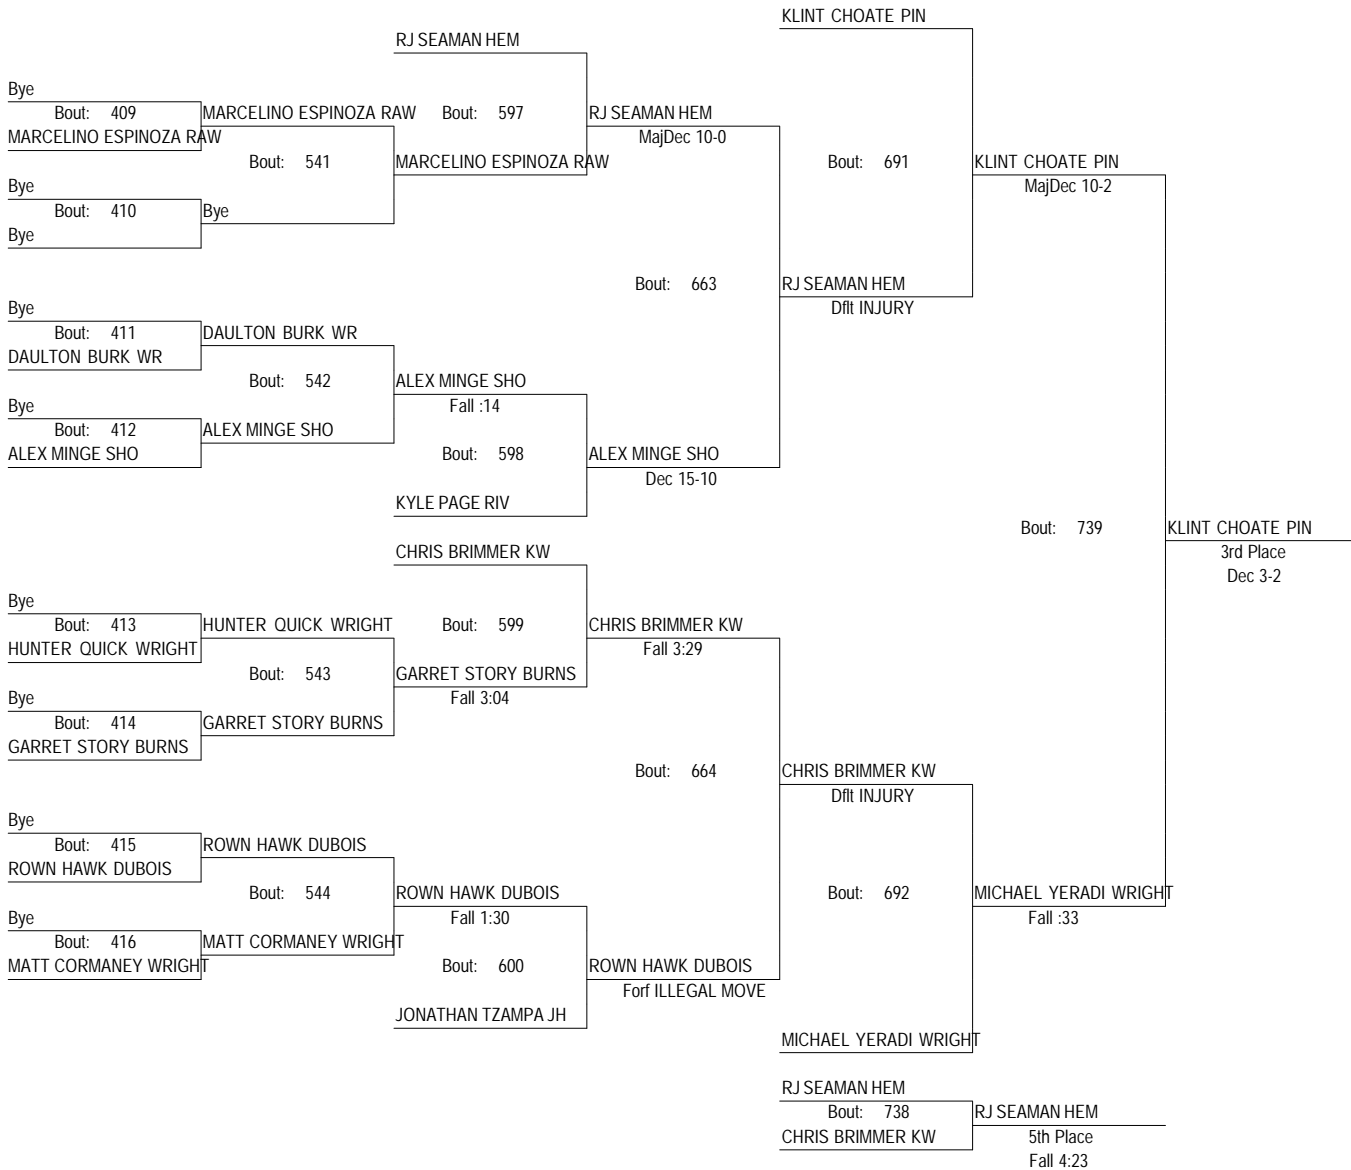 KLINT CHOATE PIN
RJ SEAMAN HEM
Bye
Bout: 409
MARCELINO ESPINOZA RAW
Bout: 597
RJ SEAMAN HEM
MARCELINO ESPINOZA RAW
MajDec 10-0
Bout: 541
MARCELINO ESPINOZA RAW
Bout: 691
KLINT CHOATE PIN
Bye
MajDec 10-2
Bout: 410
Bye
Bye
Bout: 663
RJ SEAMAN HEM
Bye
Dflt INJURY
Bout: 411
DAULTON BURK WR
DAULTON BURK WR
Bout: 542
ALEX MINGE SHO
Bye
Fall :14
Bout: 412
ALEX MINGE SHO
ALEX MINGE SHO
Bout: 598
ALEX MINGE SHO
Dec 15-10
KYLE PAGE RIV
Bout: 739
KLINT CHOATE PIN
CHRIS BRIMMER KW
3rd Place
Dec 3-2
Bye
Bout: 413
HUNTER QUICK WRIGHT
Bout: 599
CHRIS BRIMMER KW
HUNTER QUICK WRIGHT
Fall 3:29
Bout: 543
GARRET STORY BURNS
Bye
Fall 3:04
Bout: 414
GARRET STORY BURNS
GARRET STORY BURNS
Bout: 664
CHRIS BRIMMER KW
Dflt INJURY
Bye
Bout: 415
ROWN HAWK DUBOIS
ROWN HAWK DUBOIS
Bout: 544
ROWN HAWK DUBOIS
Bout: 692
MICHAEL YERADI WRIGHT
Bye
Fall 1:30
Fall :33
Bout: 416
MATT CORMANEY WRIGHT
MATT CORMANEY WRIGHT
Bout: 600
ROWN HAWK DUBOIS
Forf ILLEGAL MOVE
JONATHAN TZAMPA JH
MICHAEL YERADI WRIGHT
RJ SEAMAN HEM
Bout: 738
RJ SEAMAN HEM
CHRIS BRIMMER KW
5th Place
Fall 4:23